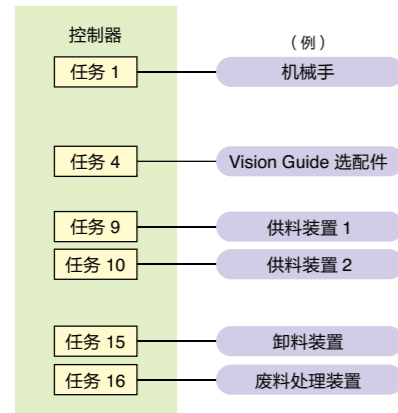 控制器
（例）
任务 1
机械手
任务 4
Vision Guide 选配件
任务 9
供料装置 1
任务 10
供料装置 2
任务 15
卸料装置
任务 16
废料处理装置